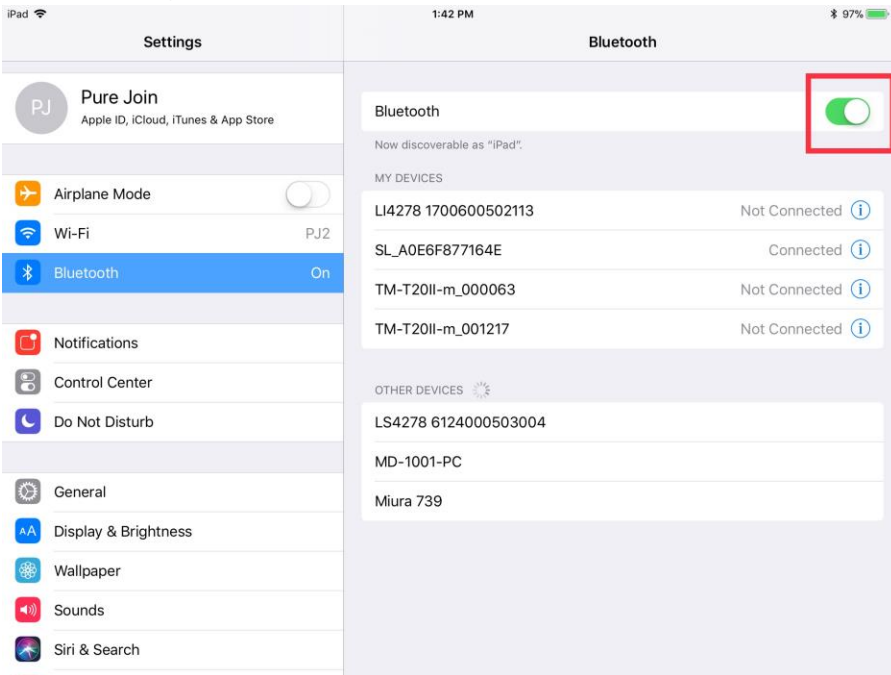 iPad
1:42 PM
97%
Settings
Bluetooth
PJ
Pure Join
Apple ID, iCloud, iTunes & App Store
Airplane Mode
Wi-Fi PJ2
Bluetooth On
Notifications
Control Center
Do Not Disturb
General
AA Display & Brightness
Wallpaper
Sounds
Siri & Search
Bluetooth
Now discoverable as “iPad”.
MY DEVICES
LI4278 1700600502113 Not Connected i
SL_A0E6F877164E Connected i
TM-T20II-m_000063 Not Connected i
TM-T20II-m_001217 Not Connected i
OTHER DEVICES
LS4278 6124000503004
MD-1001-PC
Miura 739